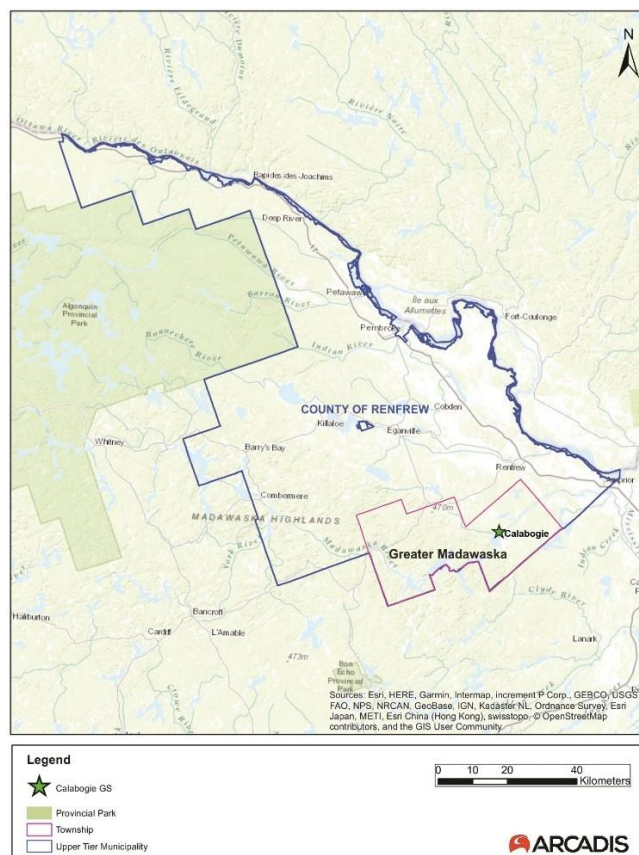 N
Rivière Dumoine
Rivière Noire
Ottawa River
Rivière des Outaouais
Rapides-des-Joachims
Deep River
17
Petawawa River
Barron River
Petawawa
Île aux
Allumettes
Fort-Coulonge
Algonquin
Provincial
Park
Bonnechere River
Pembroke
Indian River
COUNTY OF RENFREW
Killaloe
Cobden
Eganville
Whitney
Barry's Bay
Renfrew
Arnprior
Combermere
470m
MADAWASKA HIGHLANDS
Calabogie
York River
Madawaska River
Greater Madawaska
Indian Creek
Clyde River
Bancroft
Haliburton
Cardiff
L'Amable
Lanark
473m
Bon
Echo
Provincial
Park
Crowe River
Sources: Esri, HERE, Garmin, Intermap, increment P Corp., GEBCO, USGS,
FAO, NPS, NRCAN, GeoBase, IGN, Kadaster NL, Ordnance Survey, Esri
Japan, METI, Esri China (Hong Kong), swisstopo, © OpenStreetMap
contributors, and the GIS User Community
Legend
Calabogie GS
Provincial Park
Township
Upper Tier Municipality
0 10 20 40
Kilometers
ARCADIS